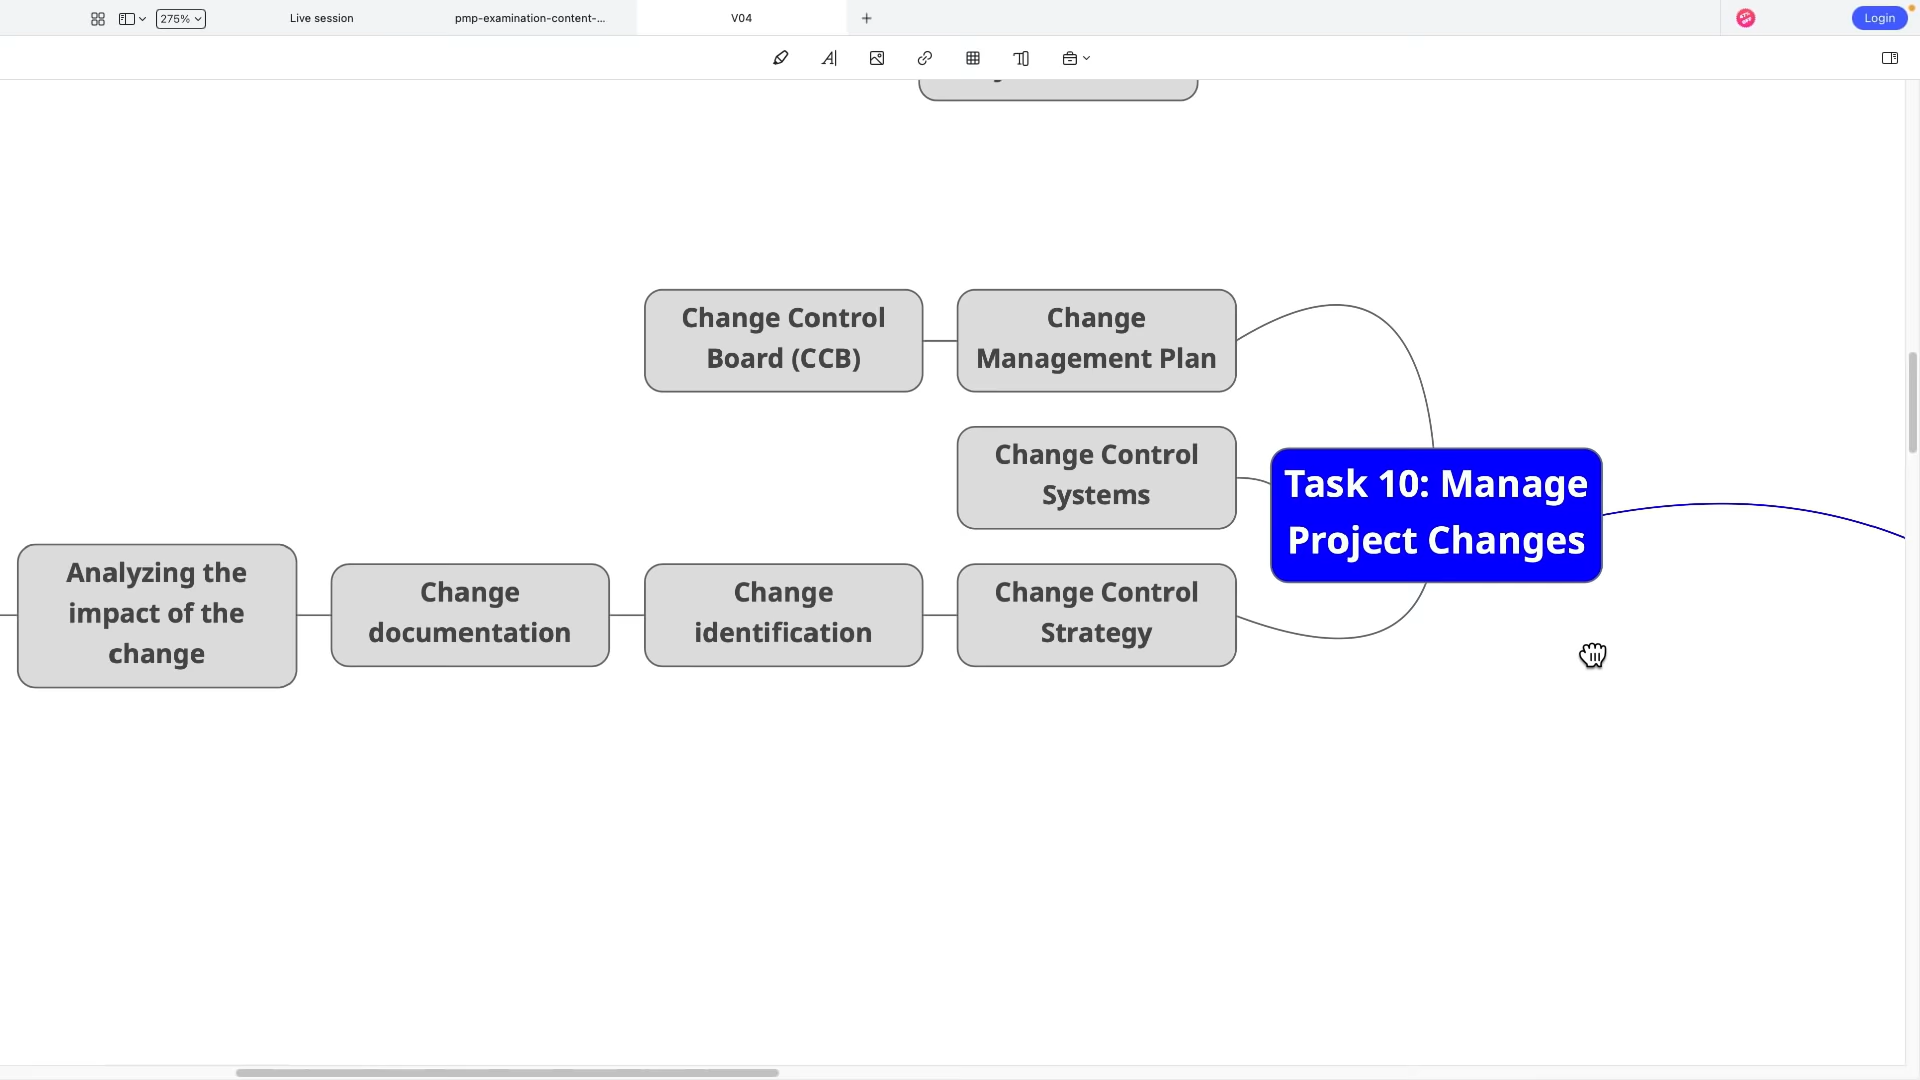 275%
Live session
pmp-examination-content-...
V04
Login
Change Control
Board (CCB)
Change
Management Plan
Change Control
Systems
Task 10: Manage
Project Changes
Analyzing the
impact of the
change
Change
documentation
Change
identification
Change Control
Strategy